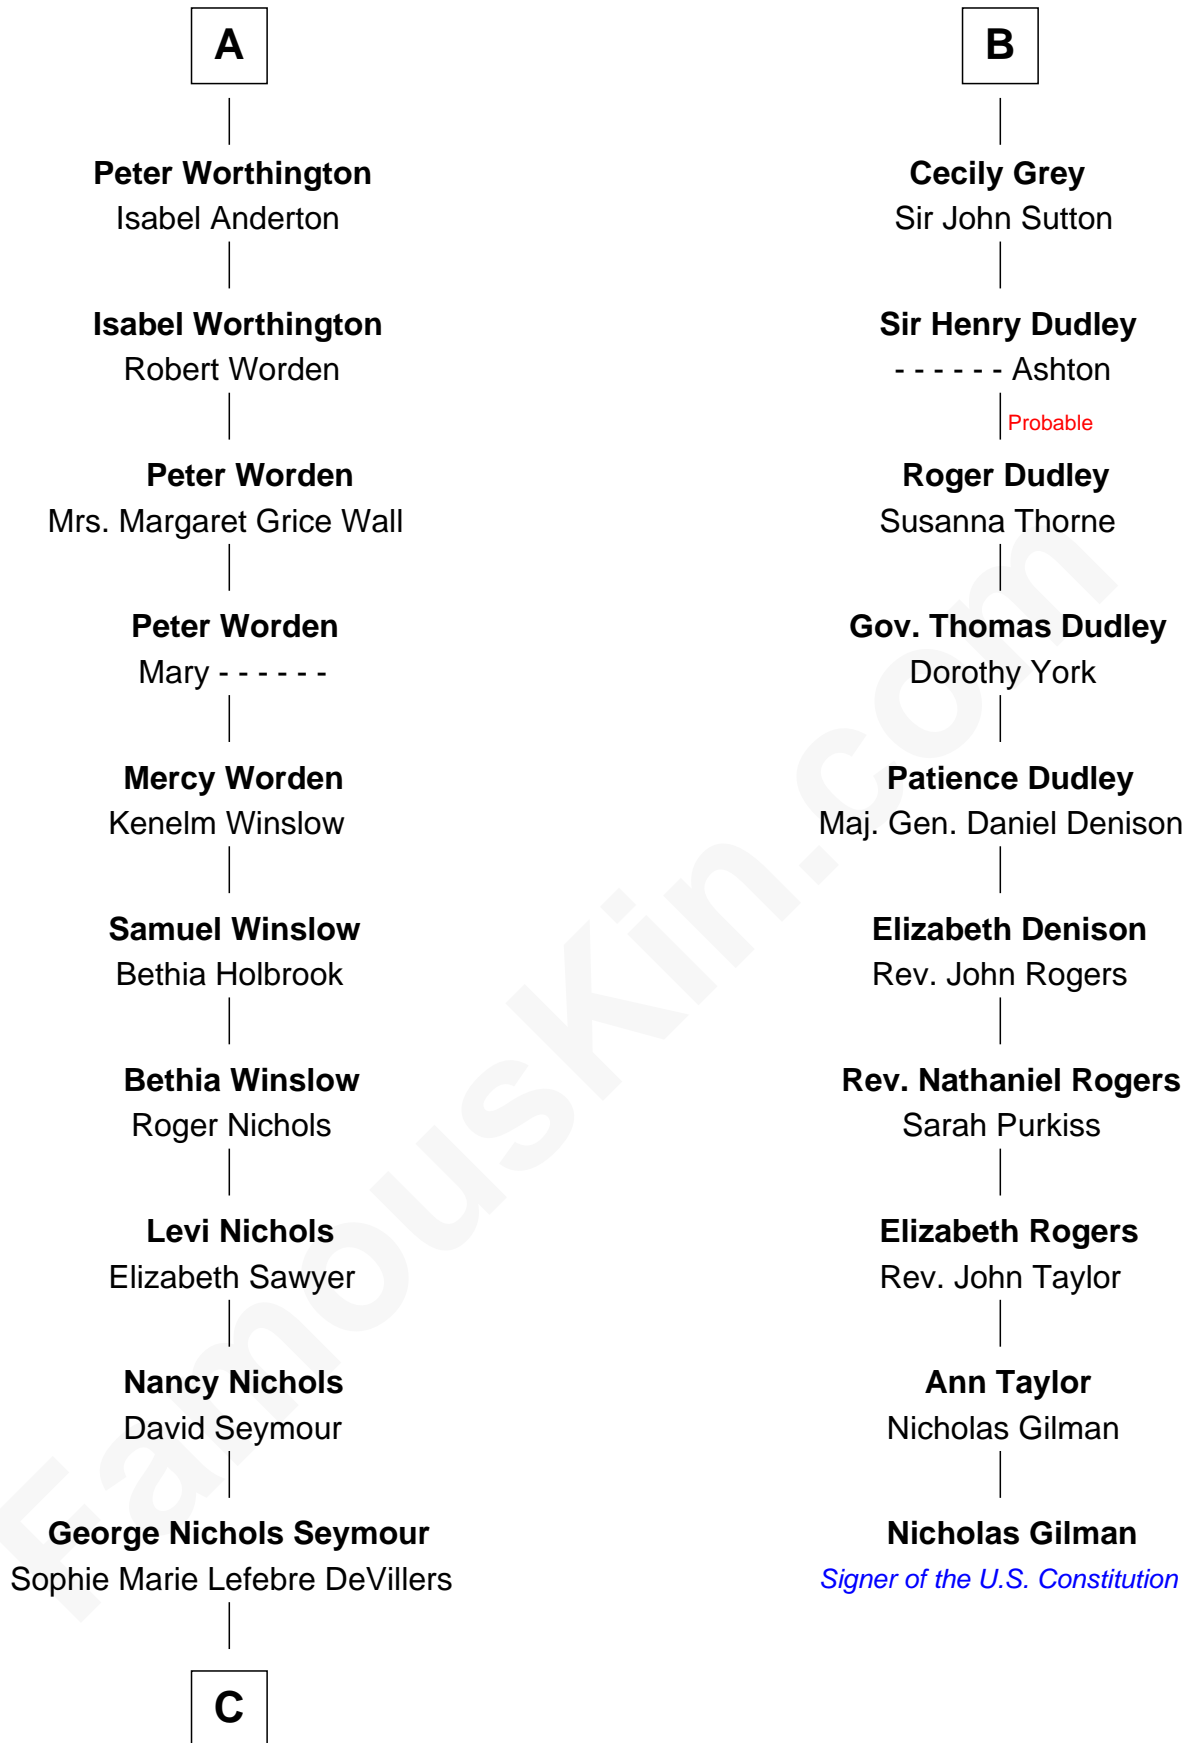 A
Peter Worthington
Isabel Anderton
Isabel Worthington
Robert Worden
Peter Worden
Mrs. Margaret Grice Wall
Peter Worden
Mary - - - - - -
Mercy Worden
Kenelm Winslow
Samuel Winslow
Bethia Holbrook
Bethia Winslow
Roger Nichols
Levi Nichols
Elizabeth Sawyer
Nancy Nichols
David Seymour
George Nichols Seymour
Sophie Marie Lefebre DeVillers
C
B
Cecily Grey
Sir John Sutton
Sir Henry Dudley
- - - - - - Ashton
Probable
Roger Dudley
Susanna Thorne
Gov. Thomas Dudley
Dorothy York
Patience Dudley
Maj. Gen. Daniel Denison
Elizabeth Denison
Rev. John Rogers
Rev. Nathaniel Rogers
Sarah Purkiss
Elizabeth Rogers
Rev. John Taylor
Ann Taylor
Nicholas Gilman
Nicholas Gilman
Signer of the U.S. Constitution
FamousKin.com